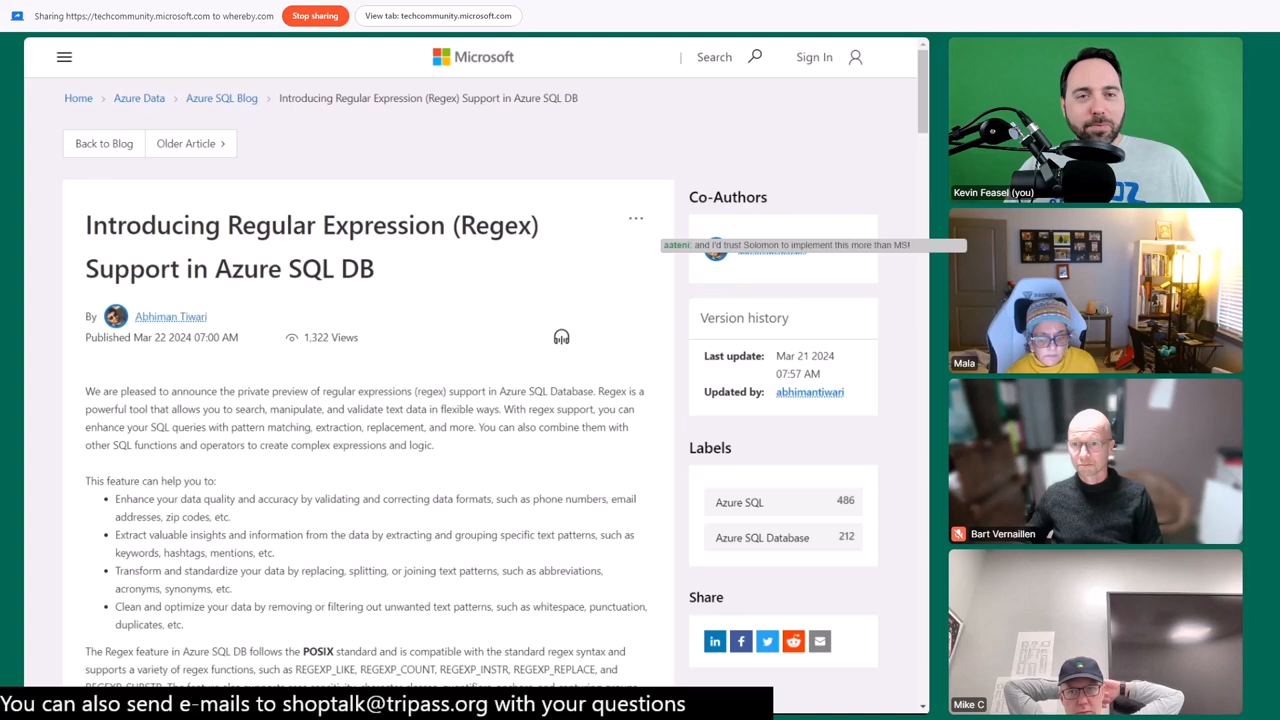 Sharing https://techcommunity.microsoft.com to whereby.com
Stop sharing
View tab: techcommunity.microsoft.com
Microsoft
Search
Sign In
Home > Azure Data > Azure SQL Blog > Introducing Regular Expression (Regex) Support in Azure SQL DB
Back to Blog
Older Article >
Introducing Regular Expression (Regex)
Support in Azure SQL DB
By Abhiman Tiwari
Published Mar 22 2024 07:00 AM
1,322 Views
We are pleased to announce the private preview of regular expressions (regex) support in Azure SQL Database. Regex is a
powerful tool that allows you to search, manipulate, and validate text data in flexible ways. With regex support, you can
enhance your SQL queries with pattern matching, extraction, replacement, and more. You can also combine them with
other SQL functions and operators to create complex expressions and logic.
This feature can help you to:
• Enhance your data quality and accuracy by validating and correcting data formats, such as phone numbers, email
addresses, zip codes, etc.
• Extract valuable insights and information from the data by extracting and grouping specific text patterns, such as
keywords, hashtags, mentions, etc.
• Transform and standardize your data by replacing, splitting, or joining text patterns, such as abbreviations,
acronyms, synonyms, etc.
• Clean and optimize your data by removing or filtering out unwanted text patterns, such as whitespace, punctuation,
duplicates, etc.
The Regex feature in Azure SQL DB follows the POSIX standard and is compatible with the standard regex syntax and
supports a variety of regex functions, such as REGEXP_LIKE, REGEXP_COUNT, REGEXP_INSTR, REGEXP_REPLACE, and
Co-Authors
aateni: and I'd trust Solomon to implement this more than MS!
Version history
Last update: Mar 21 2024
07:57 AM
Updated by: abhimantiwari
Labels
Azure SQL 486
Azure SQL Database 212
Share
Kevin Feasel (you)
Mala
Bart Vernaillen
Mike C
You can also send e-mails to shoptalk@tripass.org with your questions